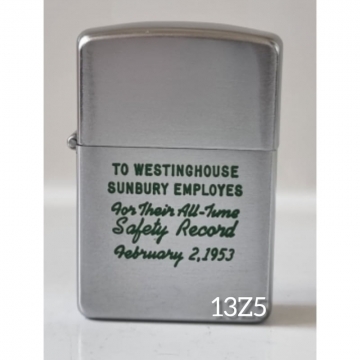 TO WESTINGHOUSE
SUNBURY EMPLOYES
For Their All-Time
Safety Record
February 2, 1953
13Z5